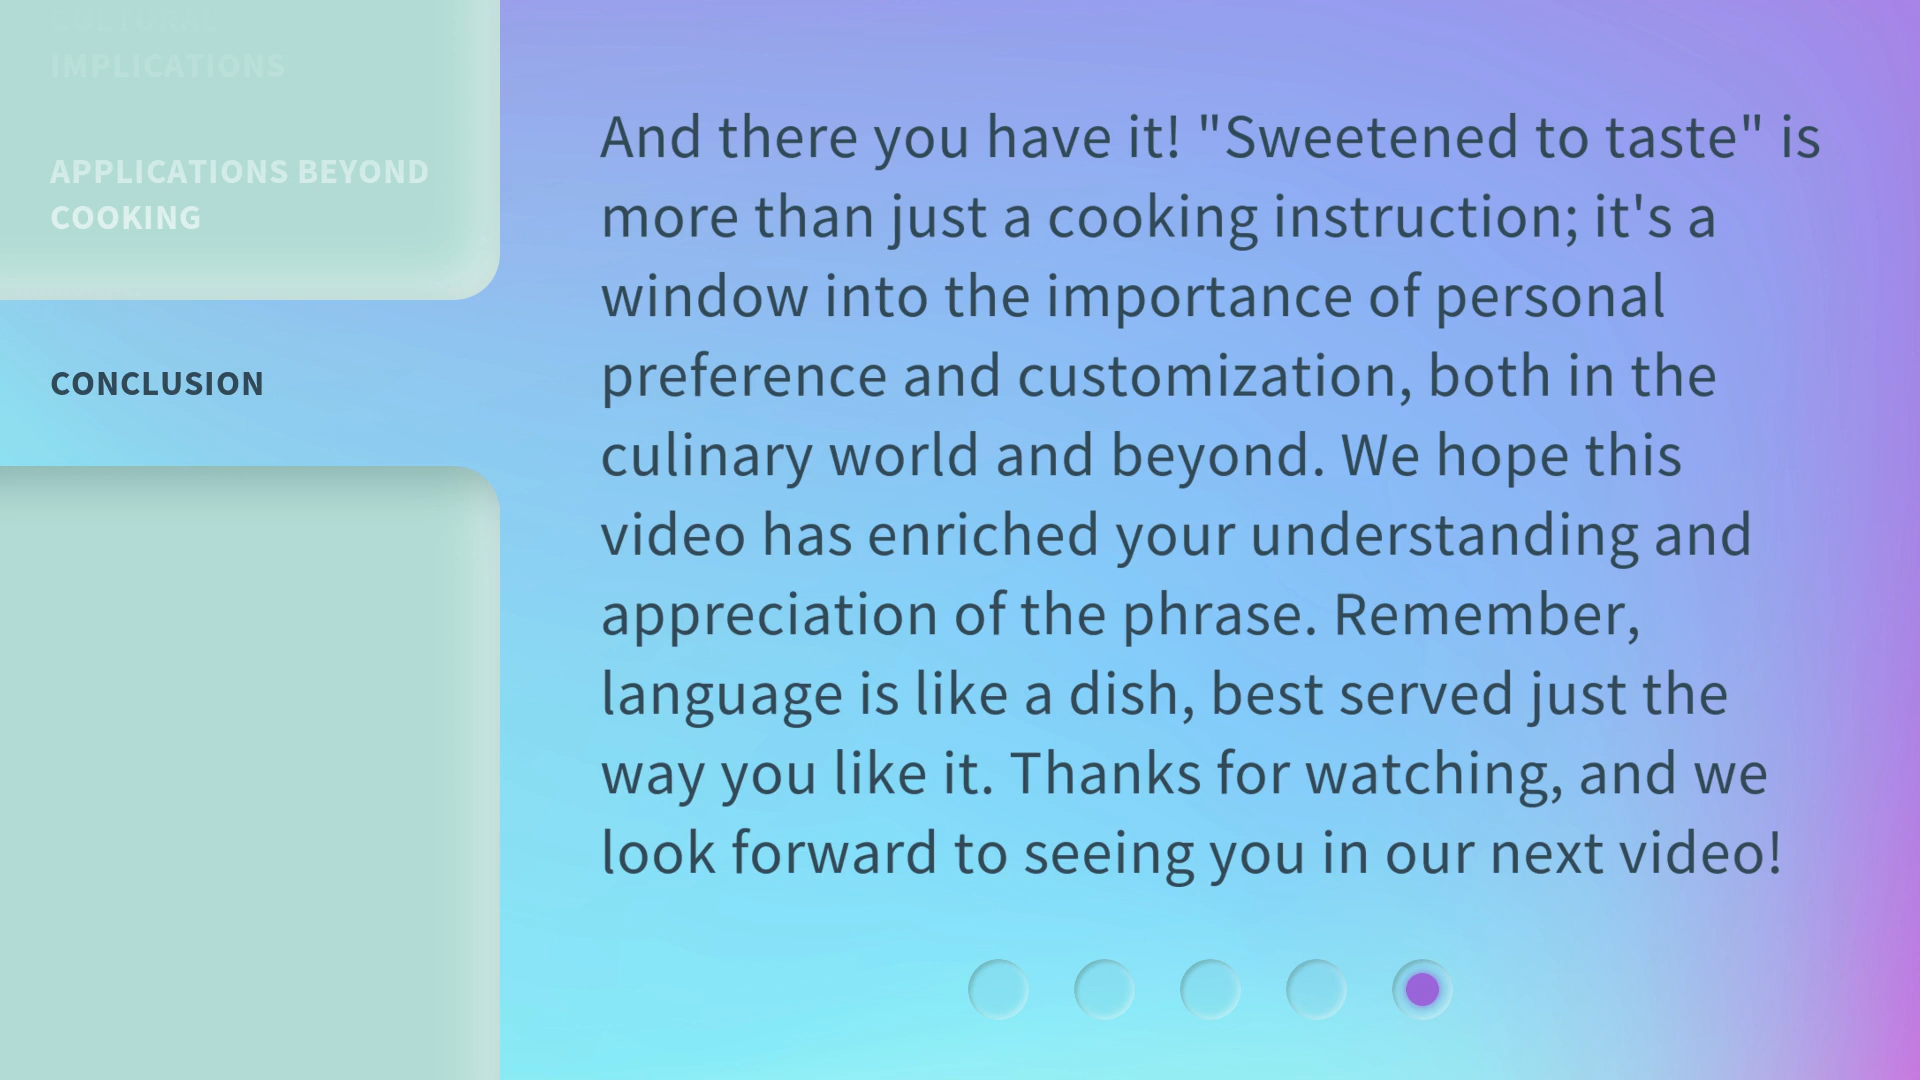 CULTURAL
IMPLICATIONS
APPLICATIONS BEYOND
COOKING
CONCLUSION
And there you have it! "Sweetened to taste" is
more than just a cooking instruction; it's a
window into the importance of personal
preference and customization, both in the
culinary world and beyond. We hope this
video has enriched your understanding and
appreciation of the phrase. Remember,
language is like a dish, best served just the
way you like it. Thanks for watching, and we
look forward to seeing you in our next video!